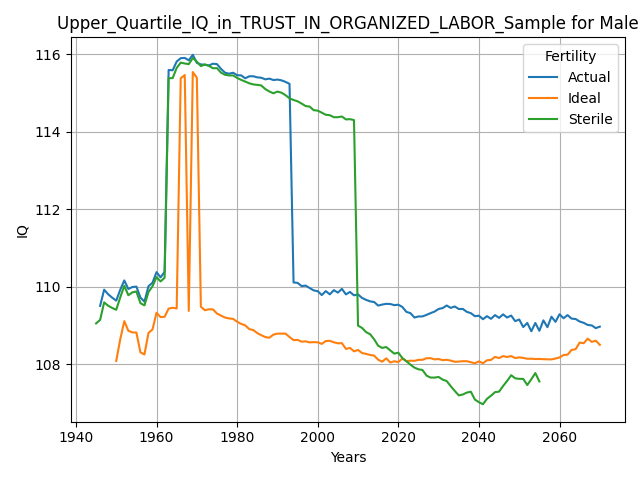 Upper_Quartile_IQ_in_TRUST_IN_ORGANIZED_LABOR_Sample for Male
Fertility
Actual
Ideal
Sterile
116
114
112
110
108
IQ
1940
1960
1980
2000
2020
2040
2060
Years